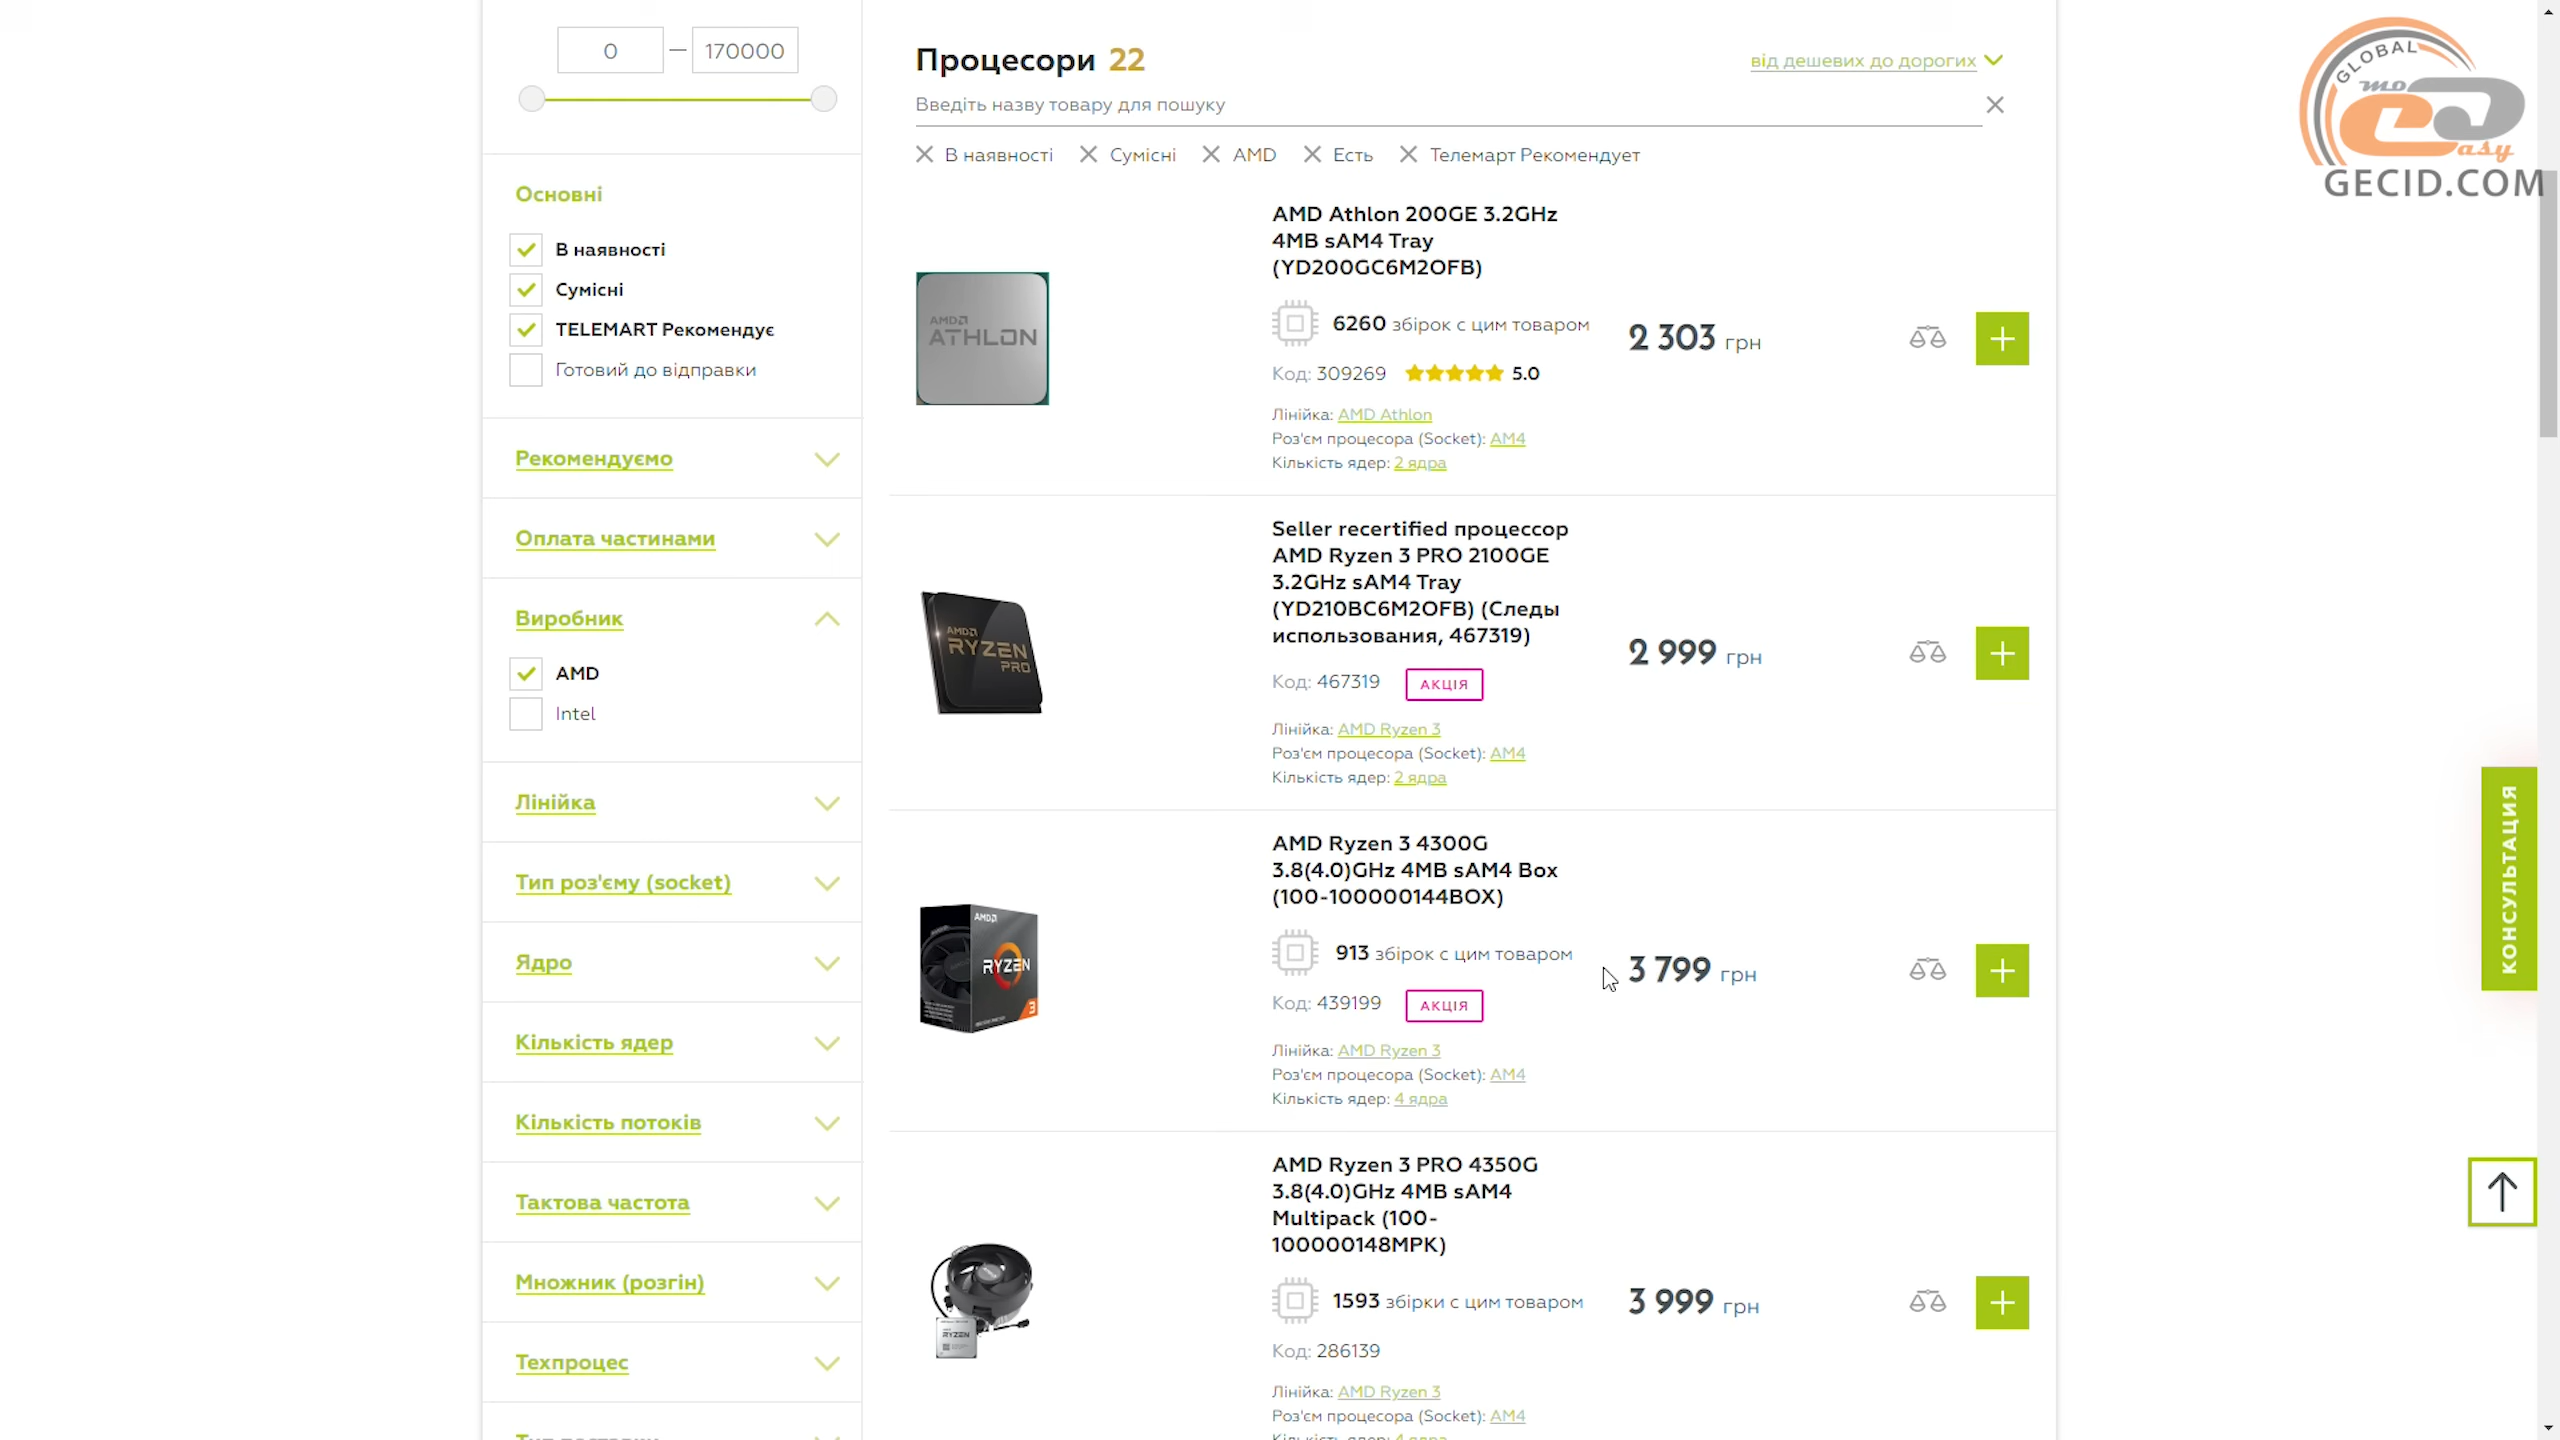 0 — 170000
Основні
В наявності
Сумісні
TELEMART Рекомендує
Готовий до відправки
Рекомендуємо
Оплата частинами
Виробник
AMD
Intel
Лінійка
Тип роз'єму (socket)
Ядро
Кількість ядер
Кількість потоків
Тактова частота
Множник (розгін)
Техпроцес
Процесори 22
від дешевих до дорогих
Введіть назву товару для пошуку
В наявності Сумісні AMD Есть Телемарт Рекомендует
AMD Athlon 200GE 3.2GHz
4MB sAM4 Tray
(YD200GC6M2OFB)
6260 збірок с цим товаром
2 303 грн
Код: 309269 5.0
Лінійка: AMD Athlon
Роз'єм процесора (Socket): AM4
Кількість ядер: 2 ядра
AMD
ATHLON
Seller recertified процессор
AMD Ryzen 3 PRO 2100GE
3.2GHz sAM4 Tray
(YD210BC6M2OFB) (Следы
использования, 467319)
2 999 грн
Код: 467319 АКЦІЯ
Лінійка: AMD Ryzen 3
Роз'єм процесора (Socket): AM4
Кількість ядер: 2 ядра
AMD
RYZEN
PRO
AMD Ryzen 3 4300G
3.8(4.0)GHz 4MB sAM4 Box
(100-100000144BOX)
913 збірок с цим товаром
3 799 грн
Код: 439199 АКЦІЯ
Лінійка: AMD Ryzen 3
Роз'єм процесора (Socket): AM4
Кількість ядер: 4 ядра
AMD
RYZEN
3
AMD Ryzen 3 PRO 4350G
3.8(4.0)GHz 4MB sAM4
Multipack (100-
100000148MPK)
1593 збірки с цим товаром
3 999 грн
Код: 286139
Лінійка: AMD Ryzen 3
Роз'єм процесора (Socket): AM4
RYZEN
КОНСУЛЬТАЦИЯ
GLOBAL
mo
asy
GECID.COM